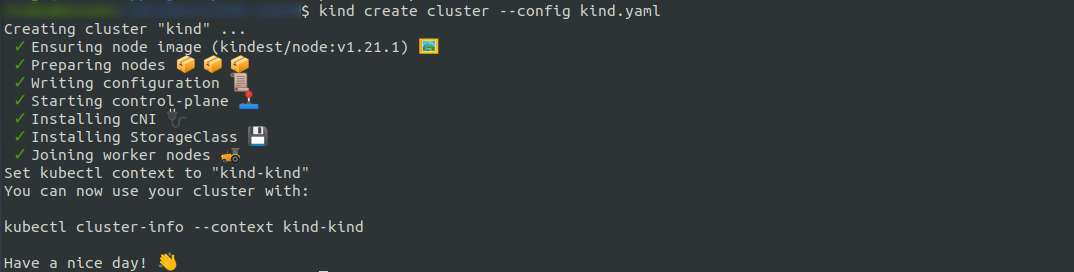 $ kind create cluster --config kind.yaml
Creating cluster "kind" ...
✓ Ensuring node image (kindest/node:v1.21.1) 🖼
✓ Preparing nodes 📦 📦 📦
✓ Writing configuration 📜
✓ Starting control-plane 🕹️
✓ Installing CNI 🔌
✓ Installing StorageClass 💾
✓ Joining worker nodes 🚜
Set kubectl context to "kind-kind"
You can now use your cluster with:
kubectl cluster-info --context kind-kind
Have a nice day! 👋